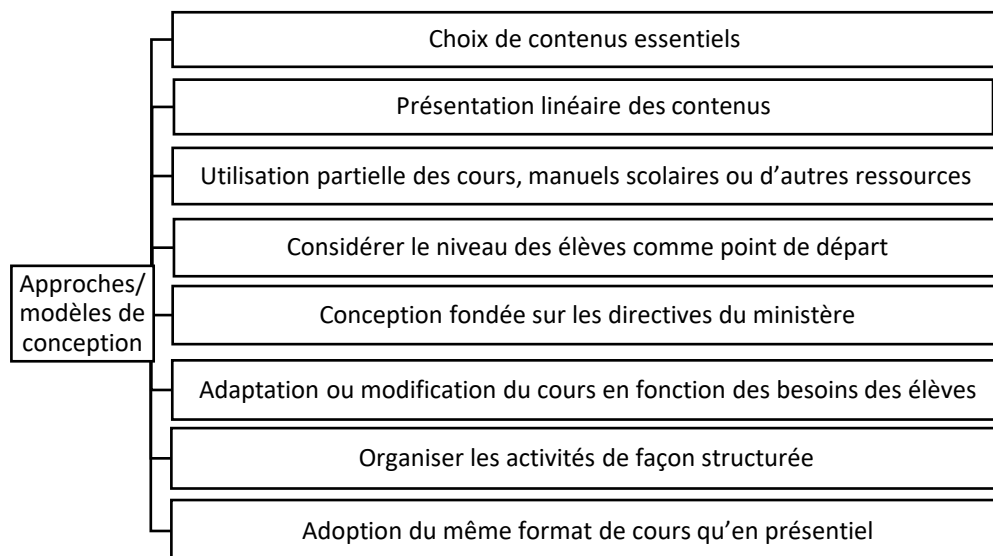 Choix de contenus essentiels
Présentation linéaire des contenus
Utilisation partielle des cours, manuels scolaires ou d'autres ressources
Considérer le niveau des élèves comme point de départ
Approches/
modèles de
conception
Conception fondée sur les directives du ministère
Adaptation ou modification du cours en fonction des besoins des élèves
Organiser les activités de façon structurée
Adoption du même format de cours qu'en présentiel